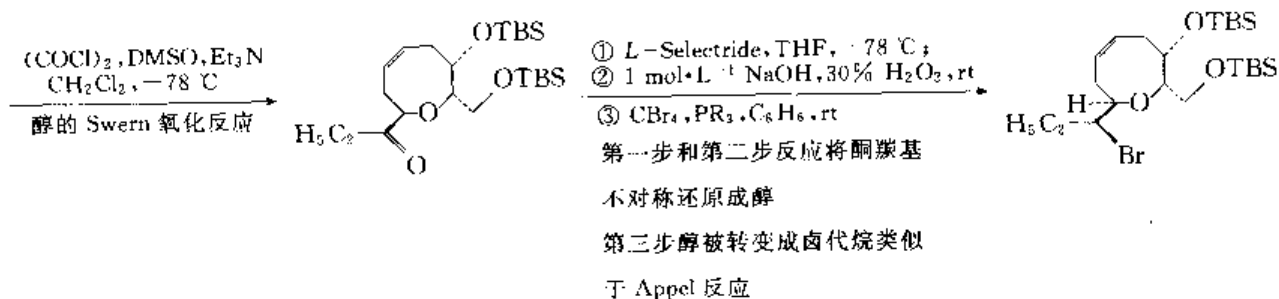 (COCl)₂,DMSO,Et₃N
CH₂Cl₂,−78 ℃
醇的 Swern 氧化反应
OTBS
OTBS
O
H₅C₂
O
① L-Selectride,THF, 78 ℃;
② 1 mol·L⁻¹ NaOH,30% H₂O₂,rt
③ CBr₄,PR₃,C₆H₆,rt
第一步和第二步反应将酮羰基
不对称还原成醇
第三步醇被转变成卤代烷类似
于 Appel 反应
OTBS
OTBS
H
O
H₅C₂
Br